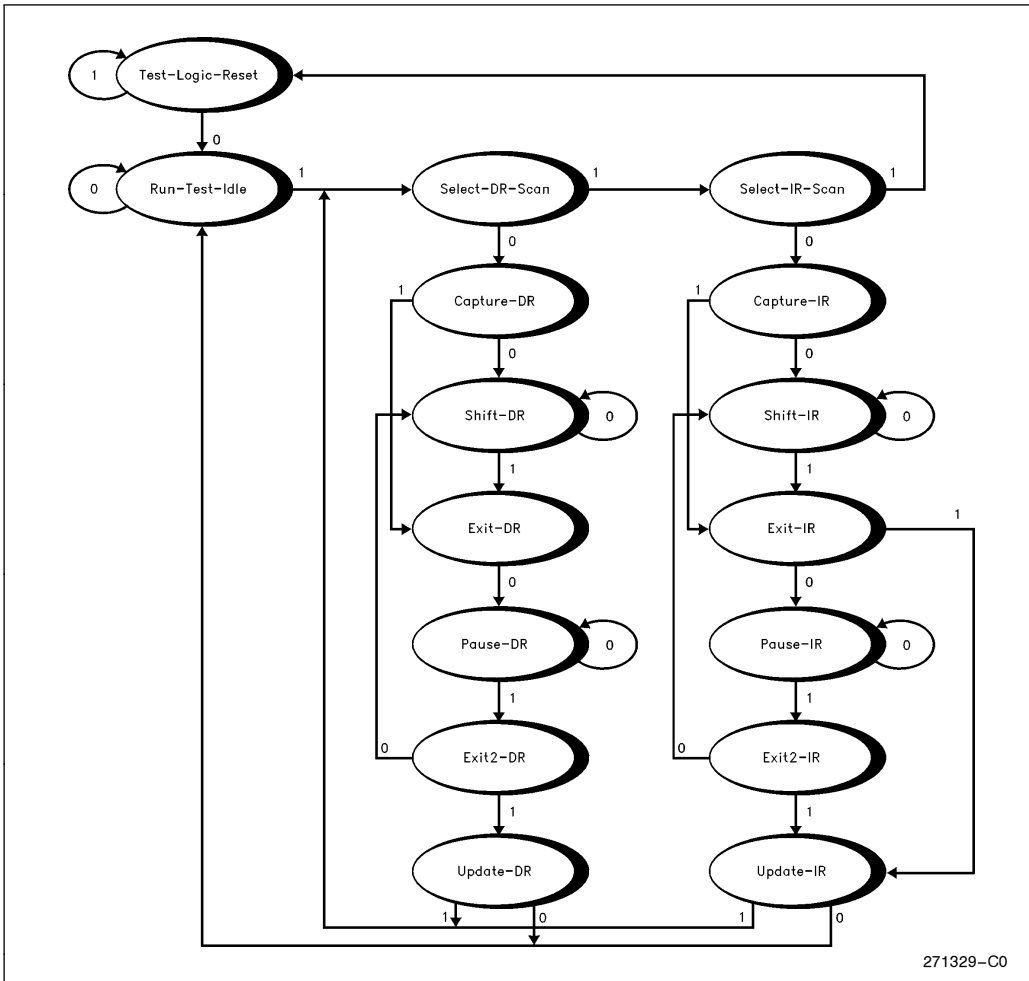 1
Test-Logic-Reset
0
0
Run-Test-Idle
1
Select-DR-Scan
1
Select-IR-Scan
1
0
0
1
Capture-DR
1
Capture-IR
0
0
Shift-DR
0
Shift-IR
0
1
1
Exit-DR
Exit-IR
1
0
0
Pause-DR
0
Pause-IR
0
1
1
0
Exit2-DR
0
Exit2-IR
1
1
Update-DR
Update-IR
1
0
1
0
271329-C0